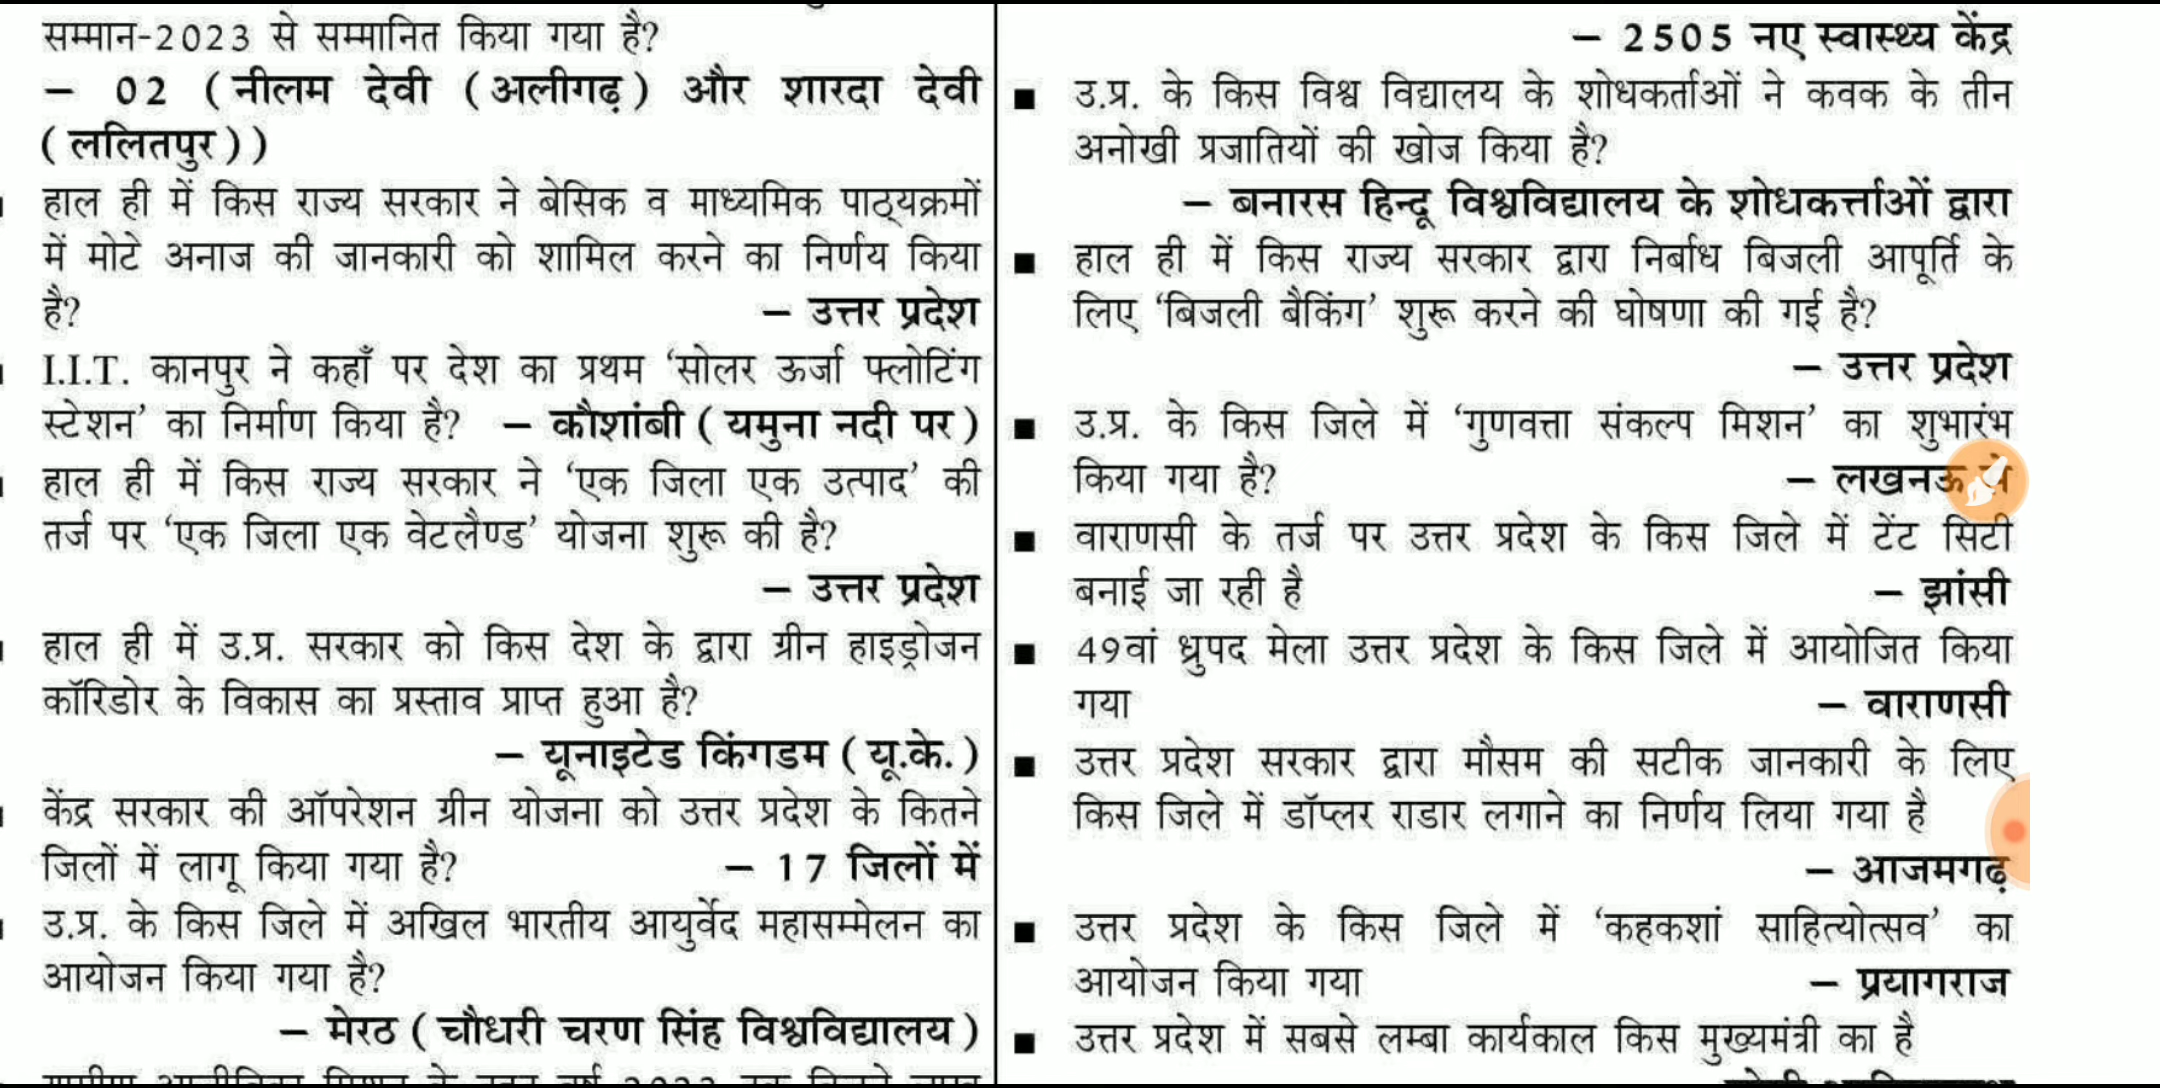 सम्मान-2023 से सम्मानित किया गया है?
– 02 (नीलम देवी (अलीगढ़) और शारदा देवी
(ललितपुर))
हाल ही में किस राज्य सरकार ने बेसिक व माध्यमिक पाठ्यक्रमों
में मोटे अनाज की जानकारी को शामिल करने का निर्णय किया
है? – उत्तर प्रदेश
I.I.T. कानपुर ने कहाँ पर देश का प्रथम ‘सोलर ऊर्जा फ्लोटिंग
स्टेशन’ का निर्माण किया है? – कौशांबी (यमुना नदी पर)
हाल ही में किस राज्य सरकार ने ‘एक जिला एक उत्पाद’ की
तर्ज पर ‘एक जिला एक वेटलैण्ड’ योजना शुरू की है?
– उत्तर प्रदेश
हाल ही में उ.प्र. सरकार को किस देश के द्वारा ग्रीन हाइड्रोजन
कॉरिडोर के विकास का प्रस्ताव प्राप्त हुआ है?
– यूनाइटेड किंगडम (यू.के.)
केंद्र सरकार की ऑपरेशन ग्रीन योजना को उत्तर प्रदेश के कितने
जिलों में लागू किया गया है? – 17 जिलों में
उ.प्र. के किस जिले में अखिल भारतीय आयुर्वेद महासम्मेलन का
आयोजन किया गया है?
– मेरठ (चौधरी चरण सिंह विश्वविद्यालय)
– 2505 नए स्वास्थ्य केंद्र
■ उ.प्र. के किस विश्व विद्यालय के शोधकर्ताओं ने कवक के तीन
अनोखी प्रजातियों की खोज किया है?
– बनारस हिन्दू विश्वविद्यालय के शोधकर्त्ताओं द्वारा
■ हाल ही में किस राज्य सरकार द्वारा निर्बाध बिजली आपूर्ति के
लिए ‘बिजली बैकिंग’ शुरू करने की घोषणा की गई है?
– उत्तर प्रदेश
■ उ.प्र. के किस जिले में ‘गुणवत्ता संकल्प मिशन’ का शुभारंभ
किया गया है? – लखनऊ
■ वाराणसी के तर्ज पर उत्तर प्रदेश के किस जिले में टेंट सिटी
बनाई जा रही है – झांसी
■ 49वां ध्रुपद मेला उत्तर प्रदेश के किस जिले में आयोजित किया
गया – वाराणसी
■ उत्तर प्रदेश सरकार द्वारा मौसम की सटीक जानकारी के लिए
किस जिले में डॉप्लर राडार लगाने का निर्णय लिया गया है
– आजमगढ़
■ उत्तर प्रदेश के किस जिले में ‘कहकशां साहित्योत्सव’ का
आयोजन किया गया – प्रयागराज
■ उत्तर प्रदेश में सबसे लम्बा कार्यकाल किस मुख्यमंत्री का है